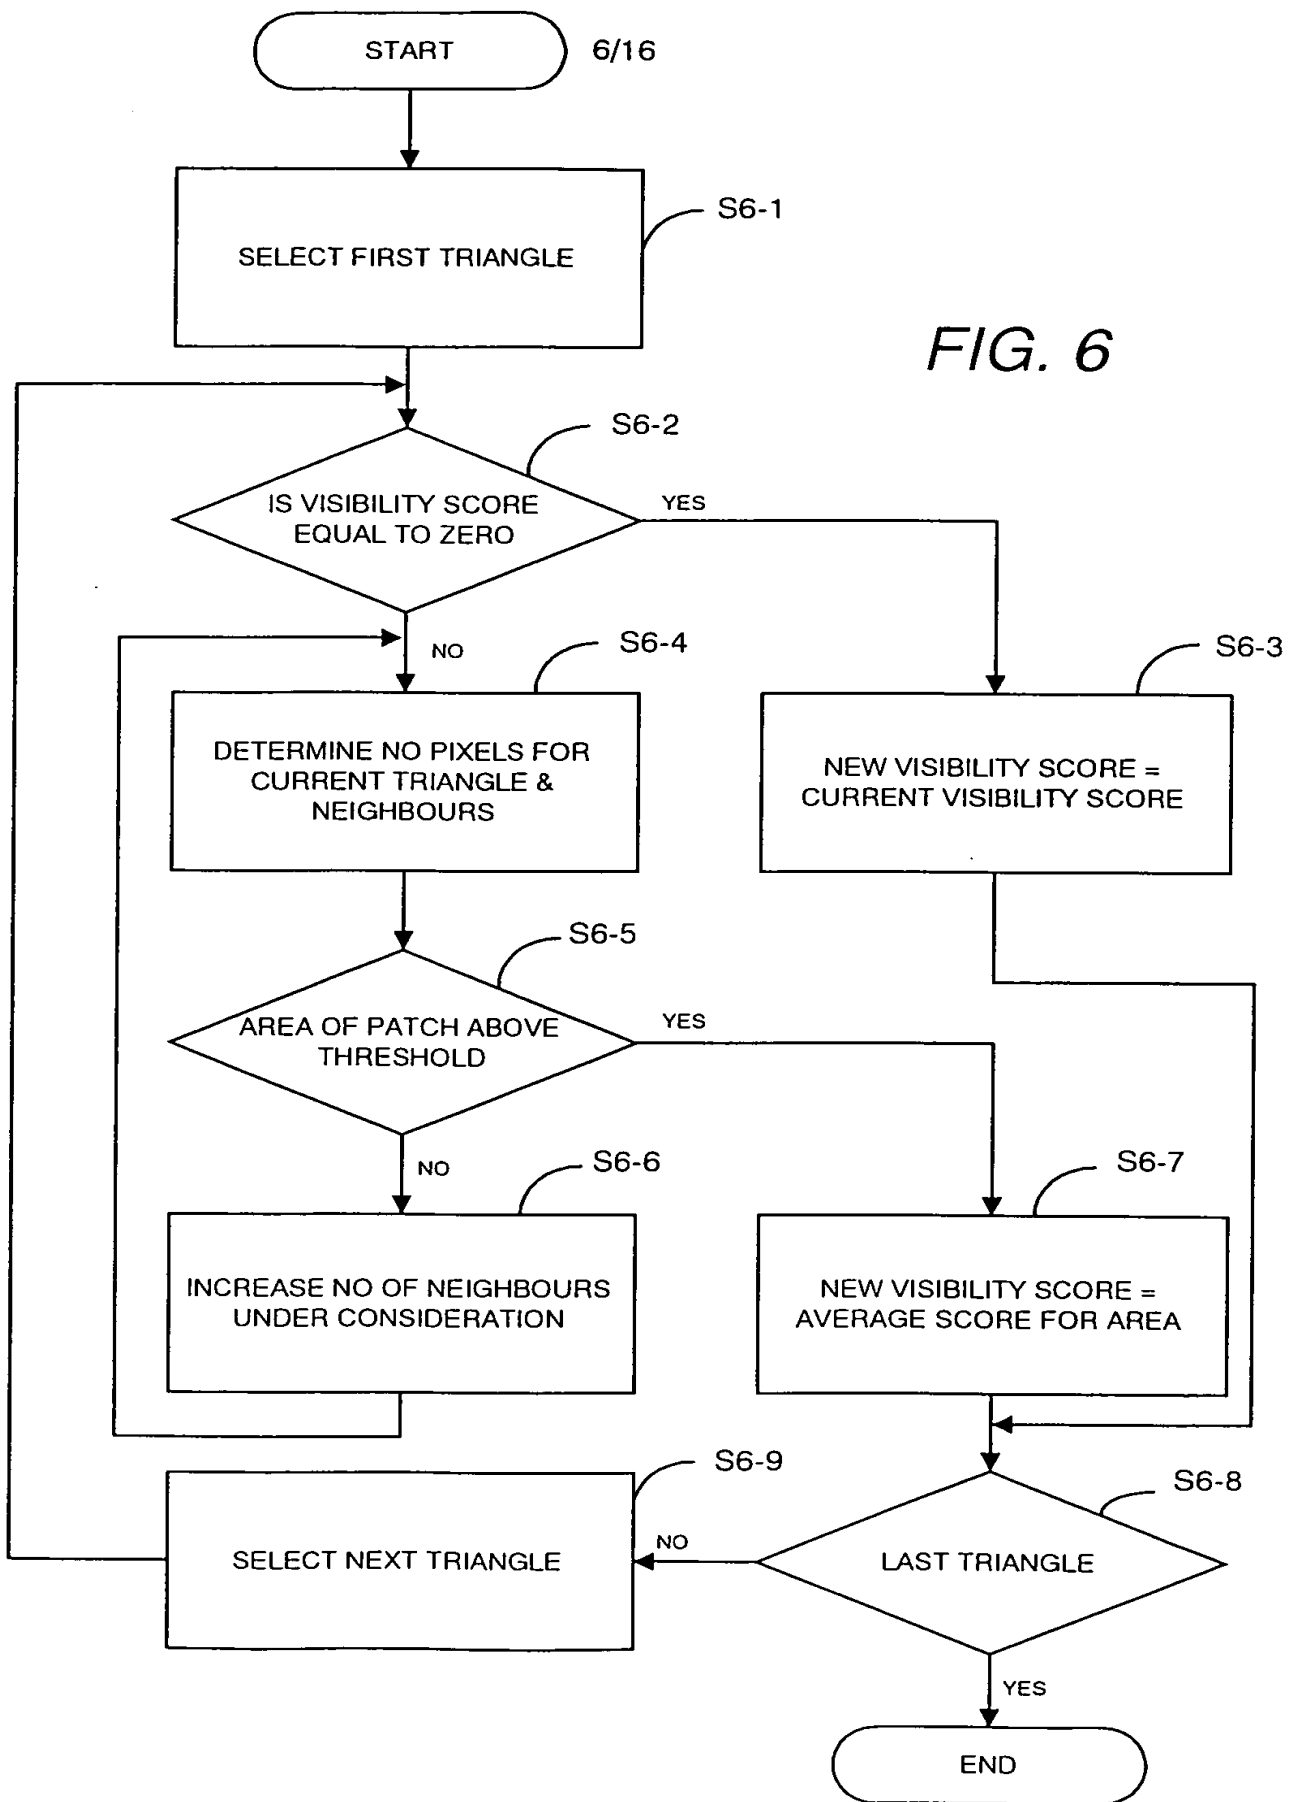 START
6/16
S6-1
SELECT FIRST TRIANGLE
FIG. 6
S6-2
IS VISIBILITY SCORE
EQUAL TO ZERO
YES
NO
S6-4
S6-3
DETERMINE NO PIXELS FOR
CURRENT TRIANGLE &
NEIGHBOURS
NEW VISIBILITY SCORE =
CURRENT VISIBILITY SCORE
S6-5
AREA OF PATCH ABOVE
THRESHOLD
YES
NO
S6-6
S6-7
INCREASE NO OF NEIGHBOURS
UNDER CONSIDERATION
NEW VISIBILITY SCORE =
AVERAGE SCORE FOR AREA
S6-9
S6-8
SELECT NEXT TRIANGLE
NO
LAST TRIANGLE
YES
END